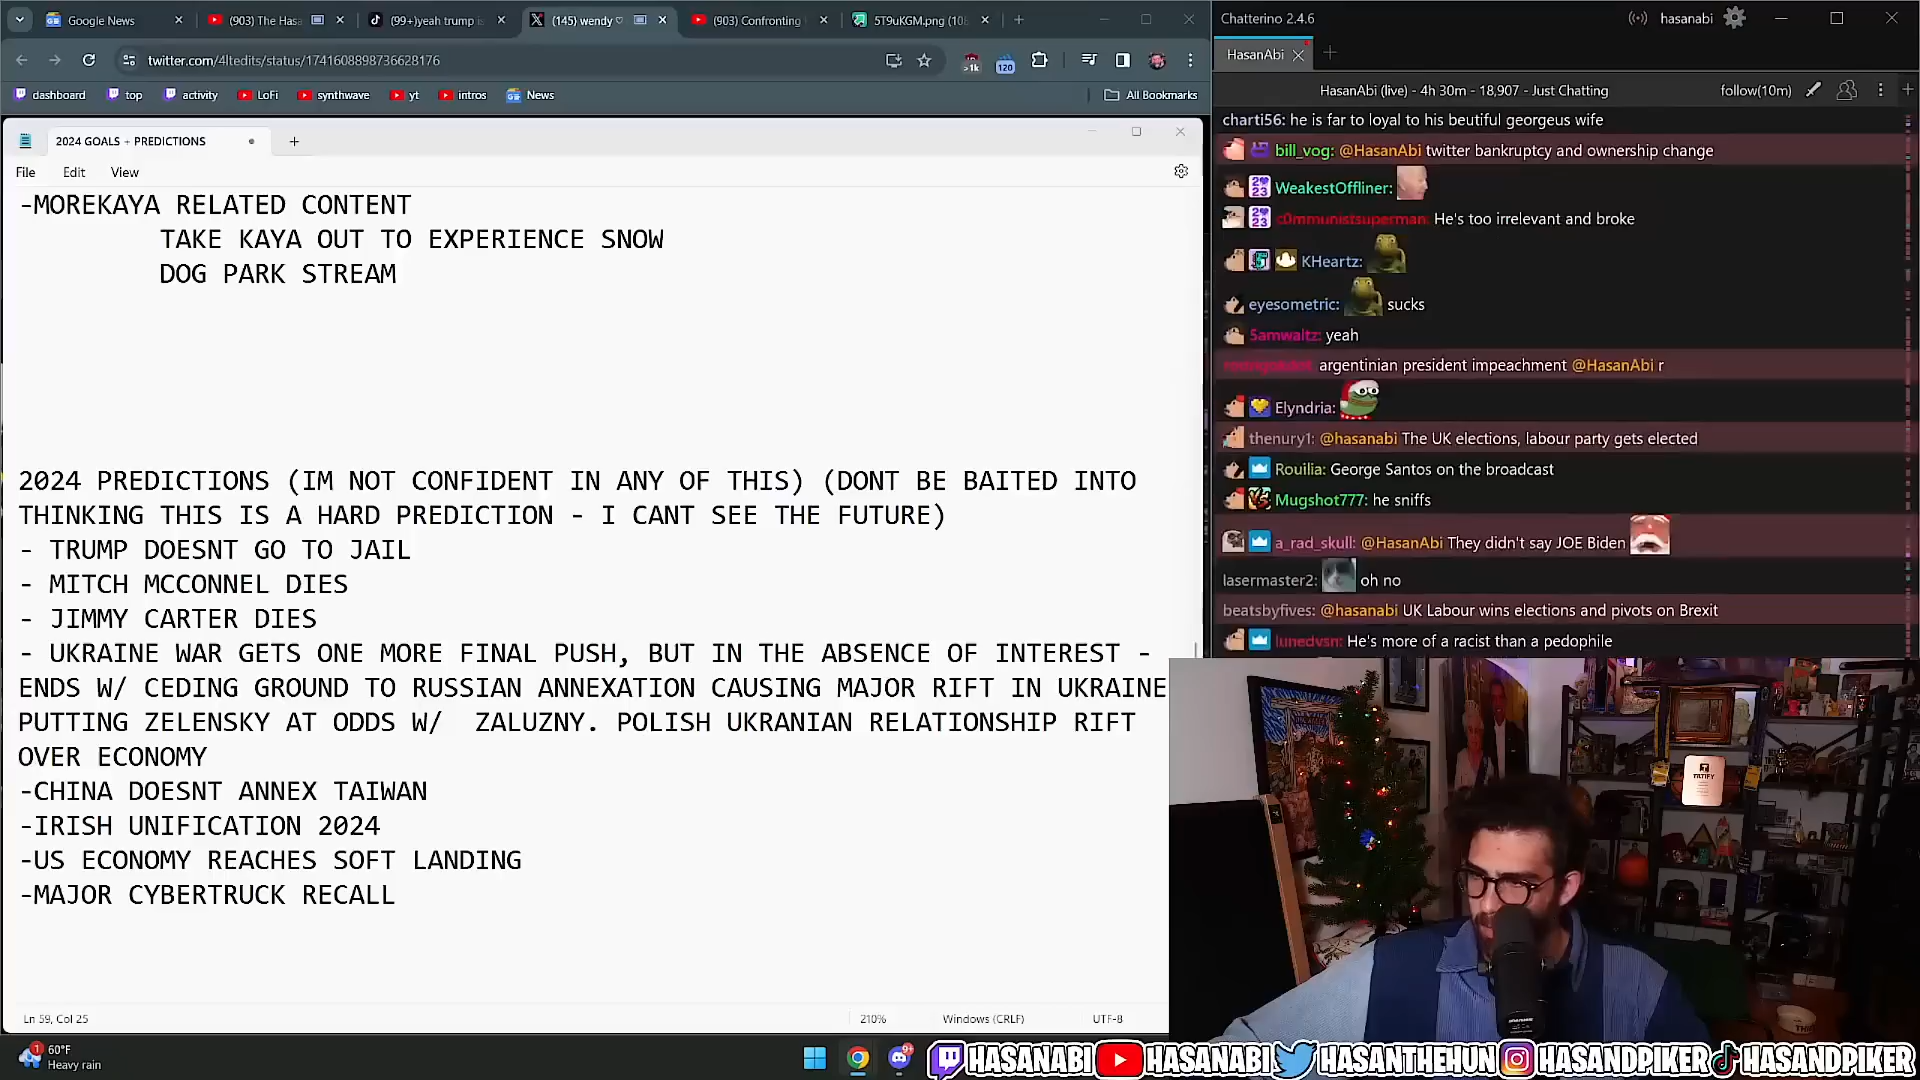 Google News
(903) The Hasa
(99+)yeah trump is
(145) wendy ♡
(903) Confronting
5T9uKGM.png (108
twitter.com/4ltedits/status/1741608898736628176
>1k
120
dashboard
top
activity
LoFi
synthwave
yt
intros
News
All Bookmarks
2024 GOALS + PREDICTIONS
File
Edit
View
-MOREKAYA RELATED CONTENT
TAKE KAYA OUT TO EXPERIENCE SNOW
DOG PARK STREAM
2024 PREDICTIONS (IM NOT CONFIDENT IN ANY OF THIS) (DONT BE BAITED INTO
THINKING THIS IS A HARD PREDICTION - I CANT SEE THE FUTURE)
- TRUMP DOESNT GO TO JAIL
- MITCH MCCONNEL DIES
- JIMMY CARTER DIES
- UKRAINE WAR GETS ONE MORE FINAL PUSH, BUT IN THE ABSENCE OF INTEREST -
ENDS W/ CEDING GROUND TO RUSSIAN ANNEXATION CAUSING MAJOR RIFT IN UKRAINE
PUTTING ZELENSKY AT ODDS W/  ZALUZNY. POLISH UKRANIAN RELATIONSHIP RIFT
OVER ECONOMY
-CHINA DOESNT ANNEX TAIWAN
-IRISH UNIFICATION 2024
-US ECONOMY REACHES SOFT LANDING
-MAJOR CYBERTRUCK RECALL
Ln 59, Col 25
210%
Windows (CRLF)
UTF-8
Chatterino 2.4.6
hasanabi
HasanAbi
HasanAbi (live) - 4h 30m - 18,907 - Just Chatting
follow(10m)
charti56: he is far to loyal to his beutiful georgeus wife
bill_vog: @HasanAbi twitter bankruptcy and ownership change
WeakestOffliner:
c0mmunistsuperman: He's too irrelevant and broke
KHeartz:
eyesometric: sucks
5amwaltz: yeah
argentinian president impeachment @HasanAbi r
Elyndria:
thenury1: @hasanabi The UK elections, labour party gets elected
Rouilia: George Santos on the broadcast
Mugshot777: he sniffs
a_rad_skull: @HasanAbi They didn't say JOE Biden
lasermaster2: oh no
beatsbyfives: @hasanabi UK Labour wins elections and pivots on Brexit
lunedvsn: He's more of a racist than a pedophile
TATIFY
1
60°F
Heavy rain
9+
HASANABI
HASANABI
HASANTHEHUN
HASANDPIKER
HASANDPIKER